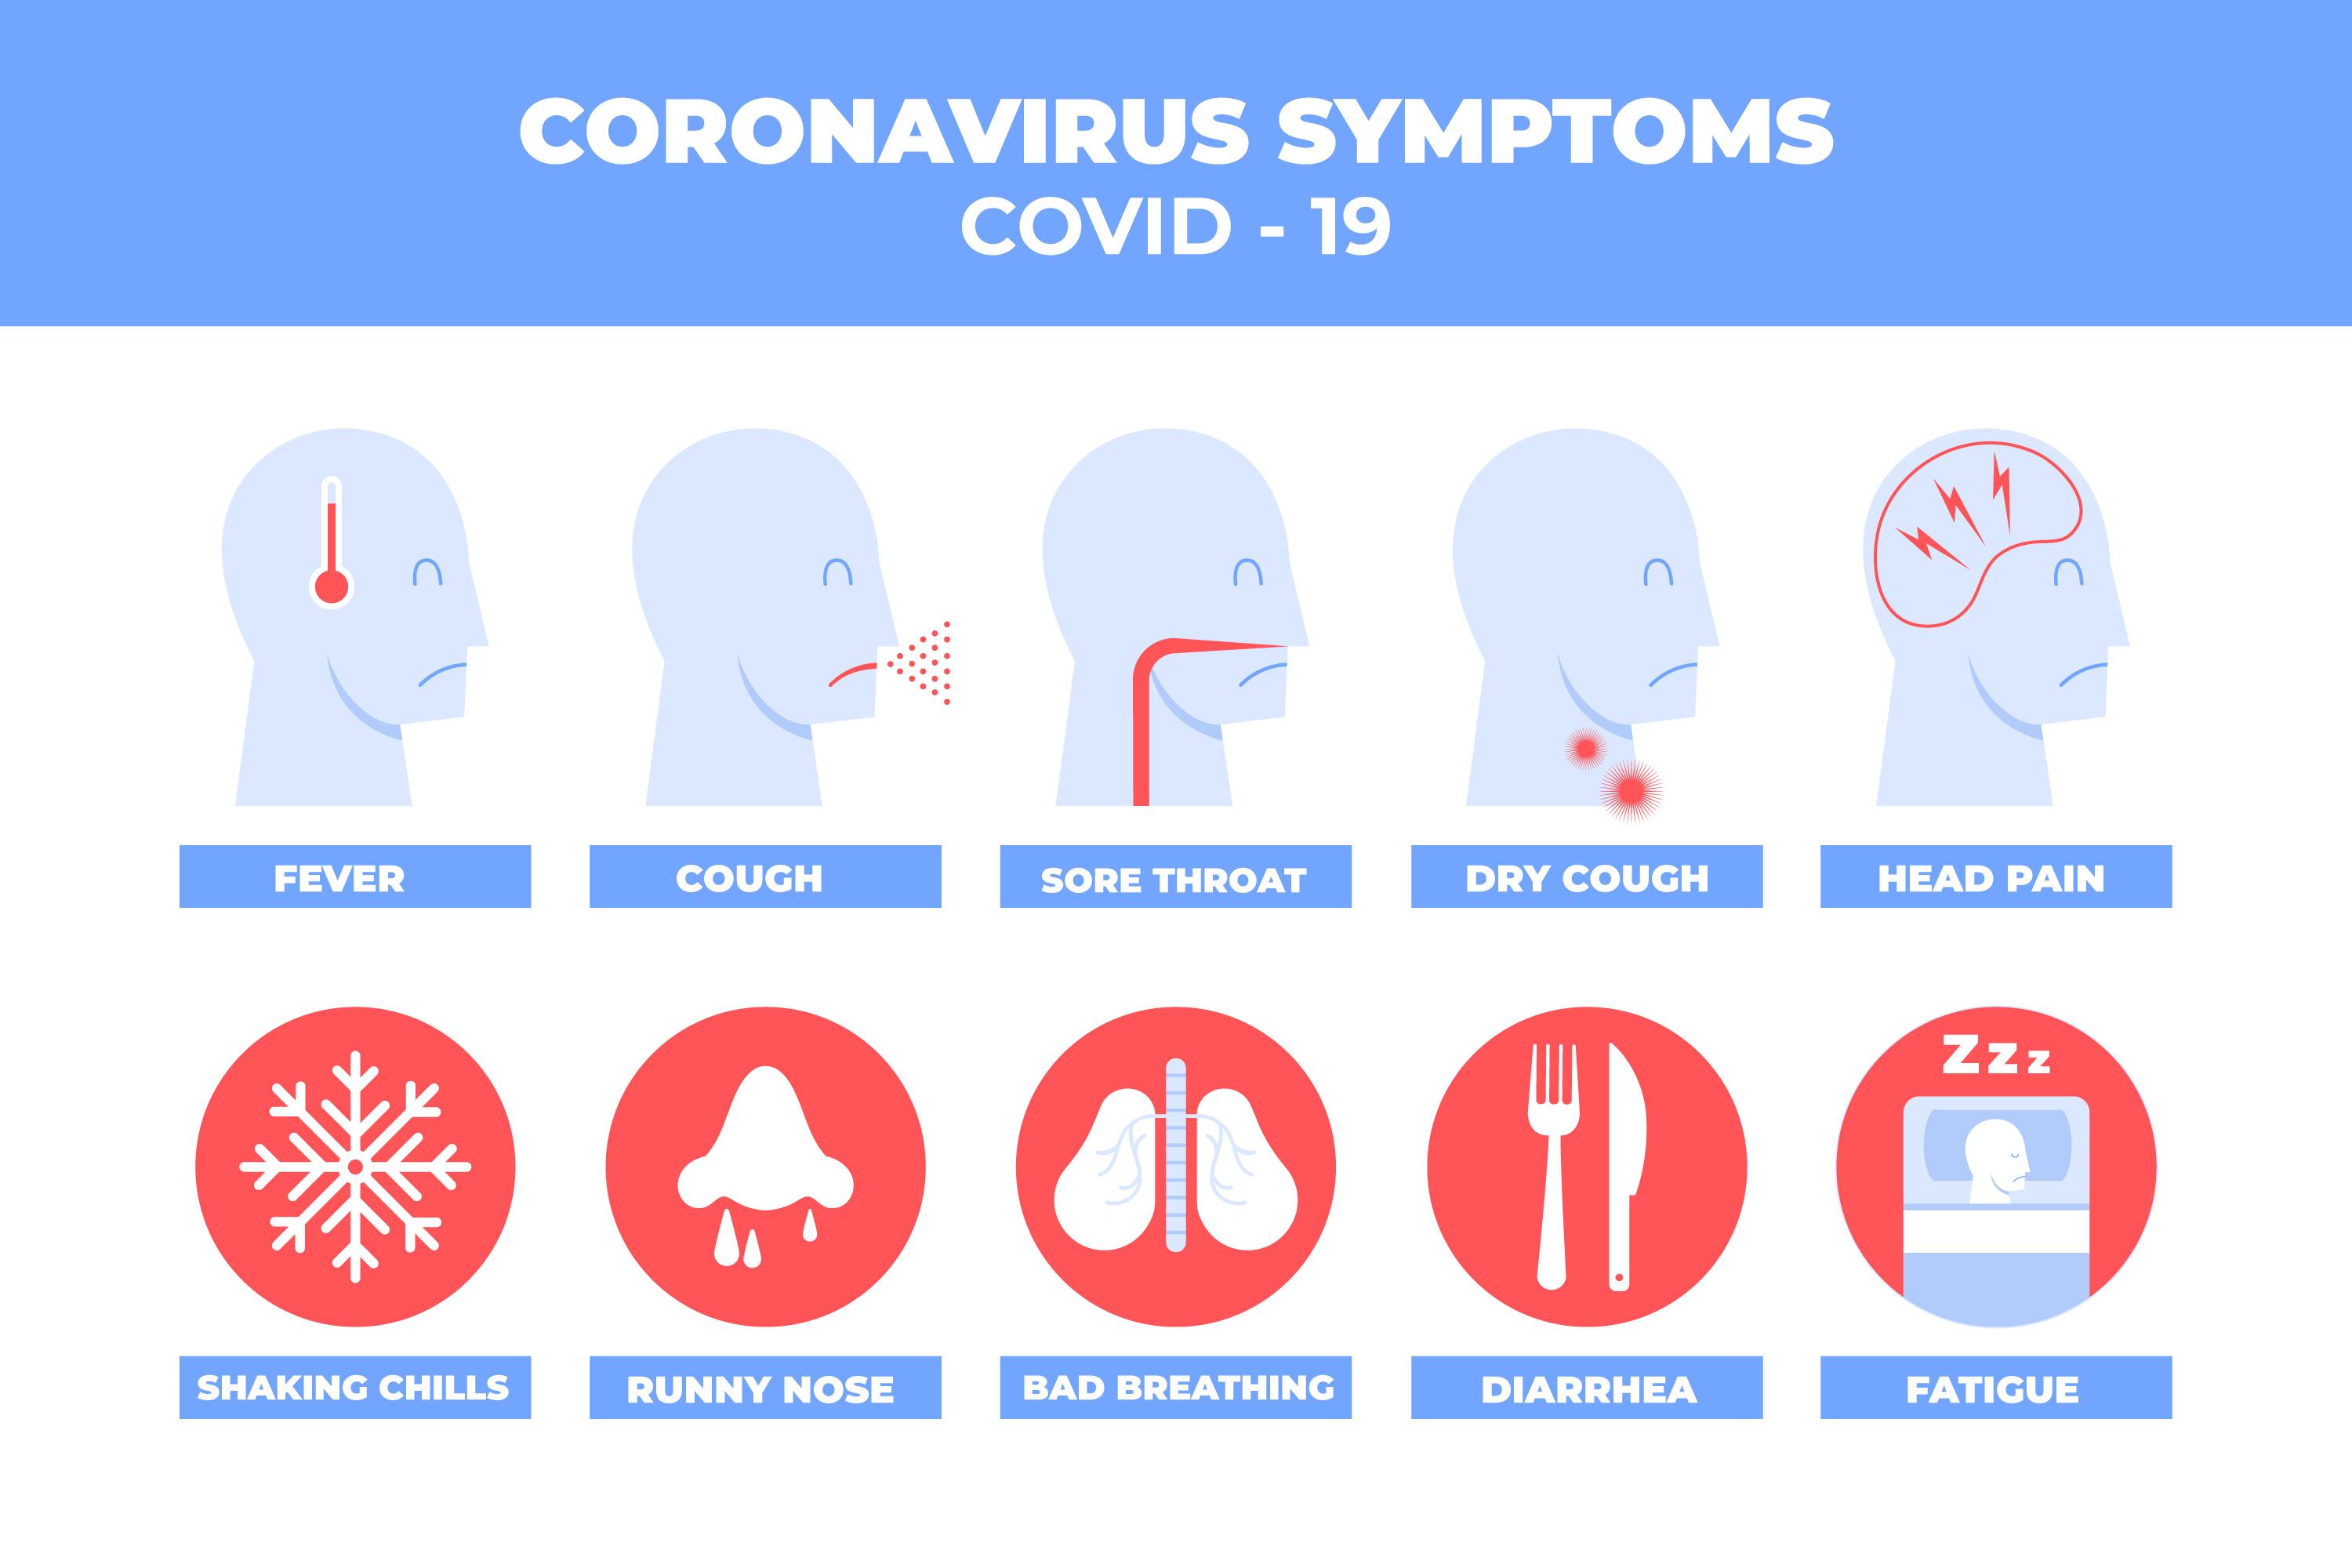 CORONAVIRUS SYMPTOMS
COVID - 19
FEVER
COUGH
SORE THROAT
DRY COUGH
HEAD PAIN
Z z z
SHAKING CHILLS
RUNNY NOSE
BAD BREATHING
DIARRHEA
FATIGUE